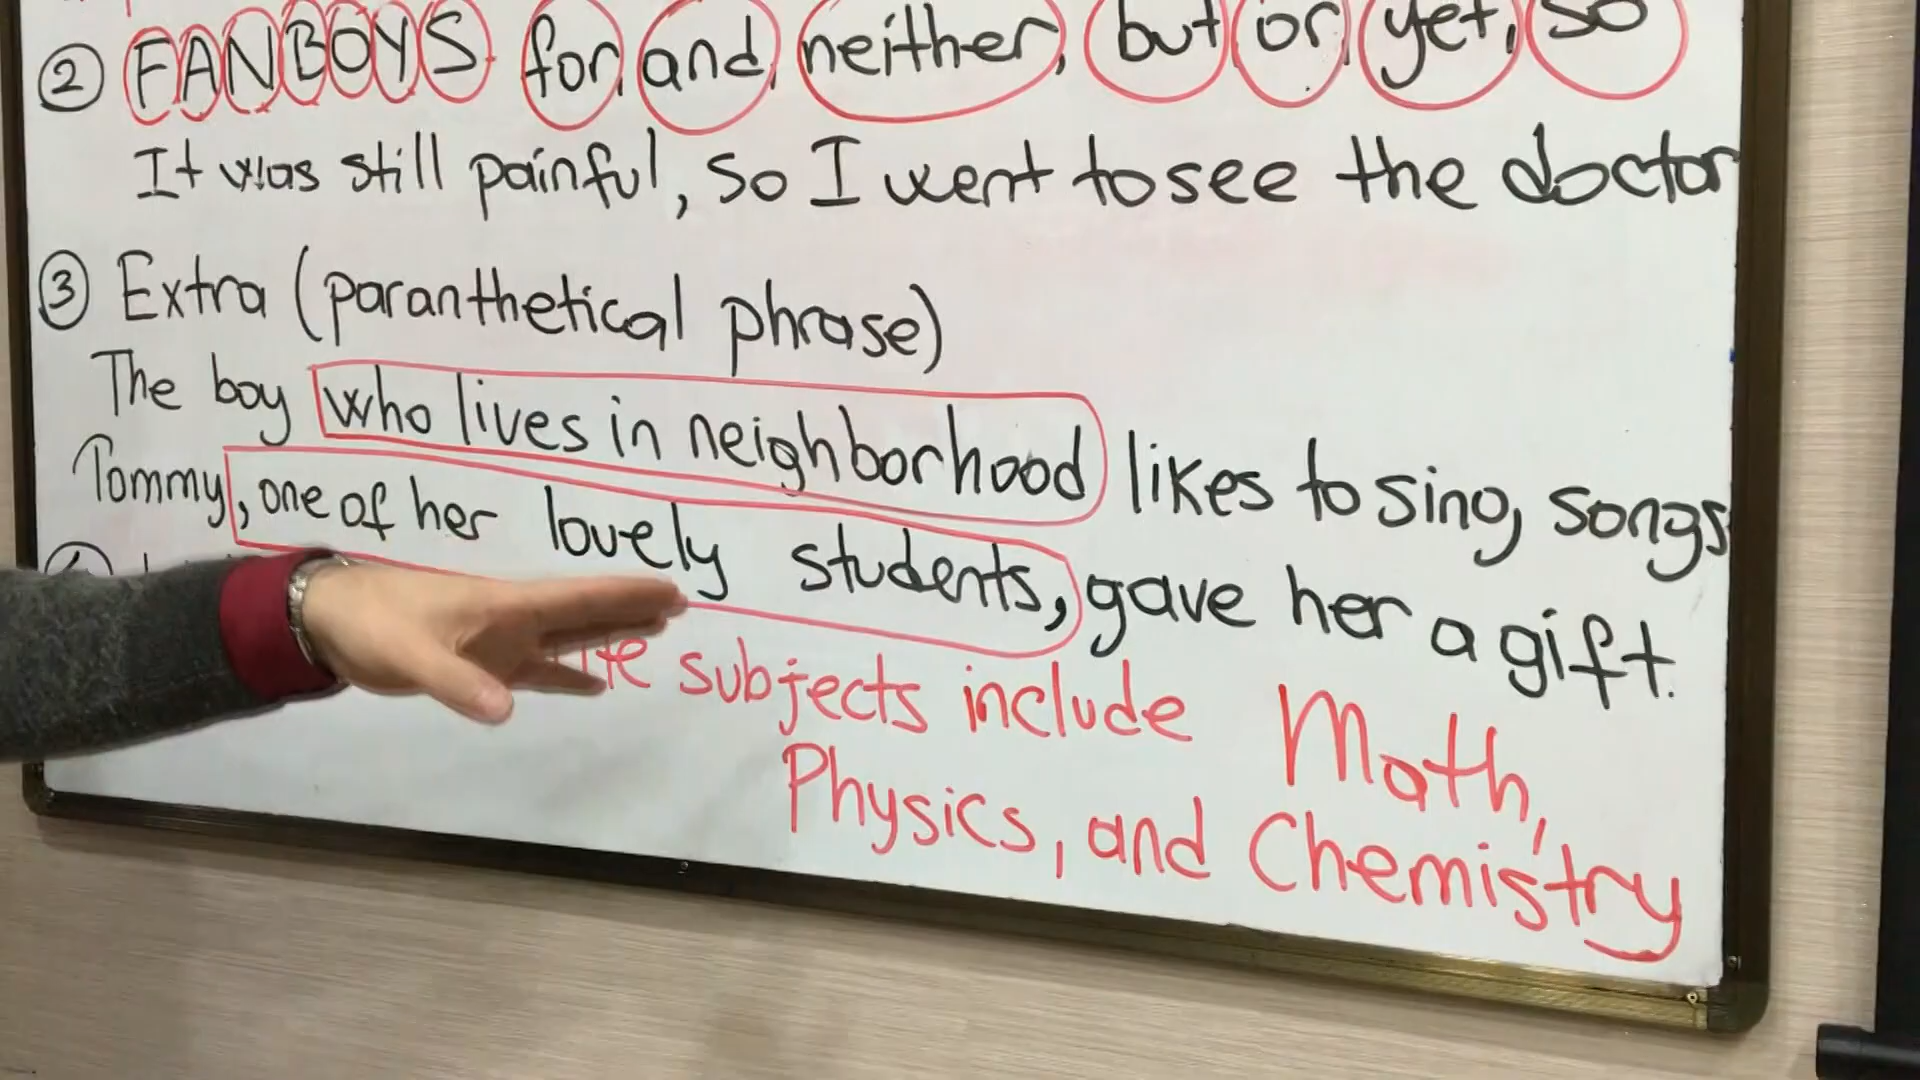 ② FANBOYS for, and, neither, but, or, yet, so
It was still painful, so I went to see the doctor
③ Extra (paranthetical phrase)
The boy who lives in neighborhood likes to sing songs
Tommy, one of her lovely students, gave her a gift.
subjects include Math,
Physics, and Chemistry